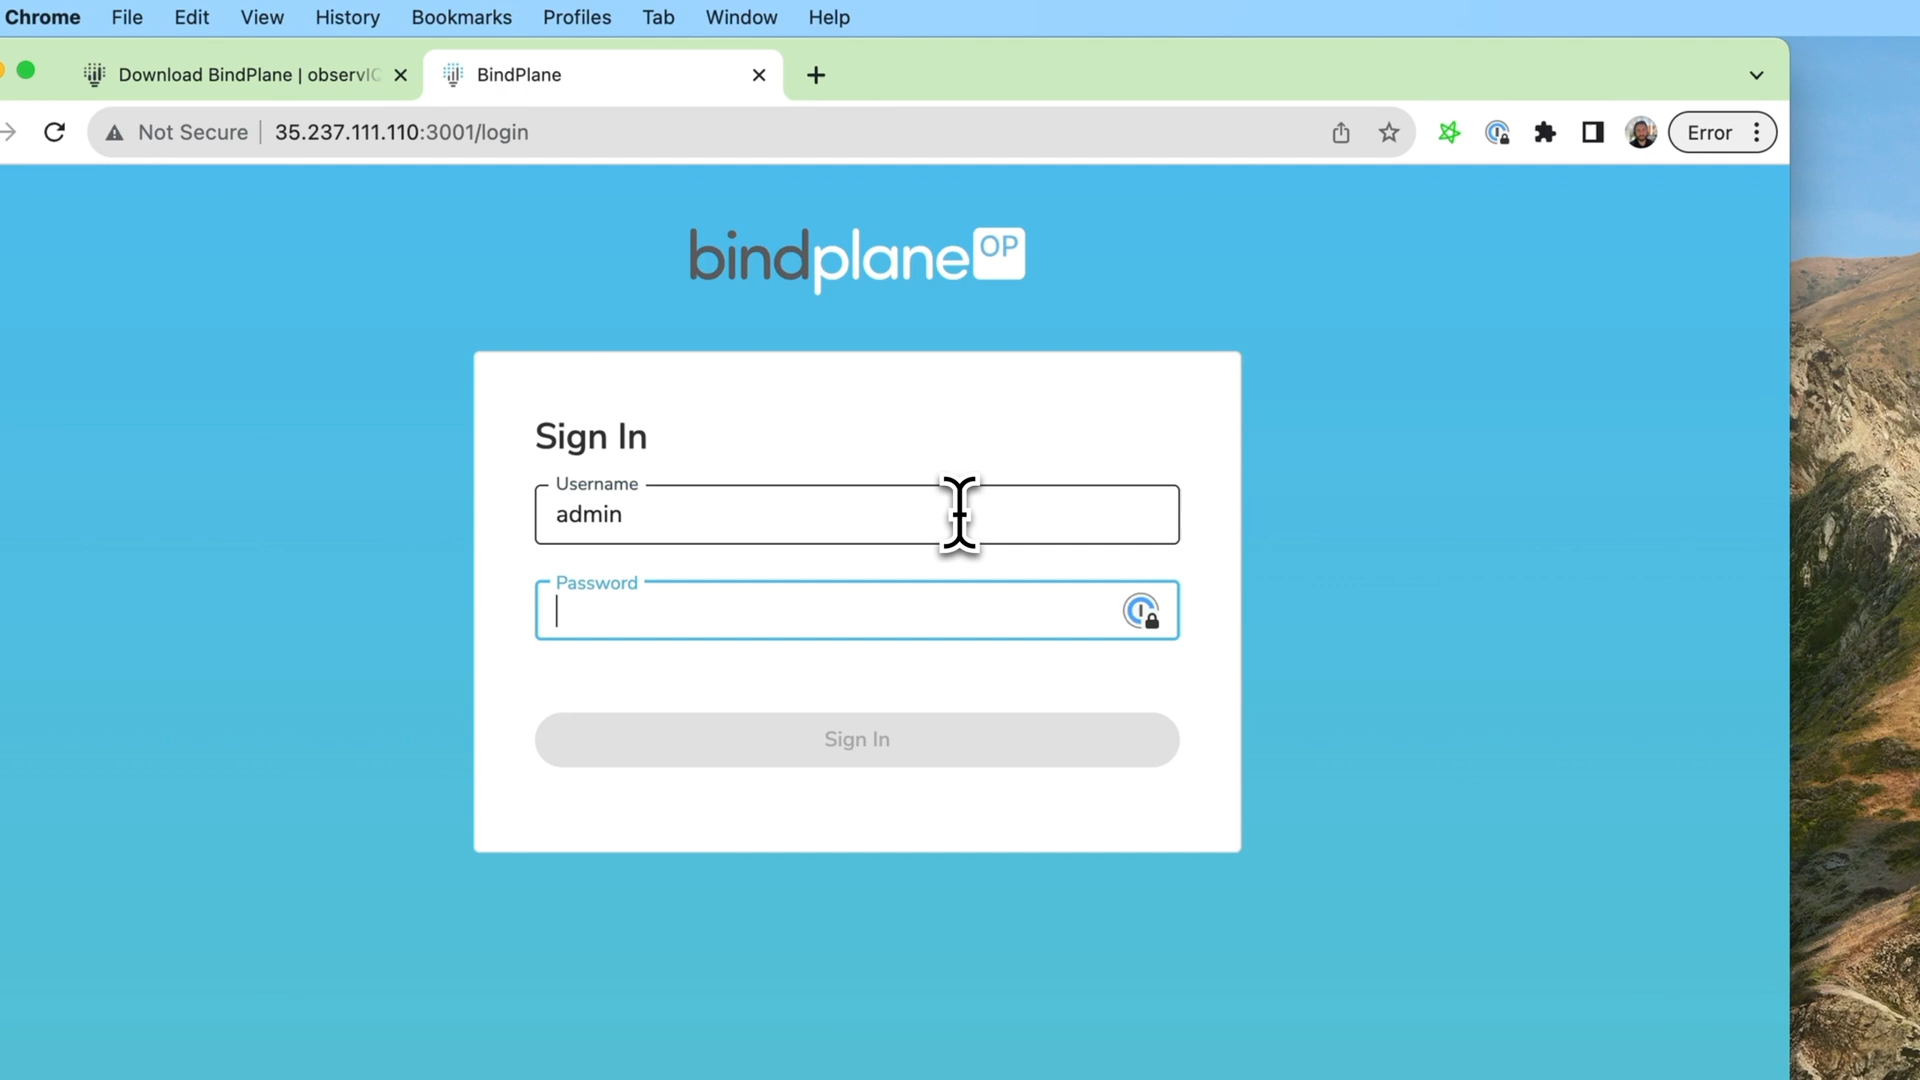 Chrome File Edit View History Bookmarks Profiles Tab Window Help
Download BindPlane | observIQ BindPlane
Not Secure 35.237.111.110:3001/login Error
bindplane OP
Sign In
Username
admin
Password
Sign In